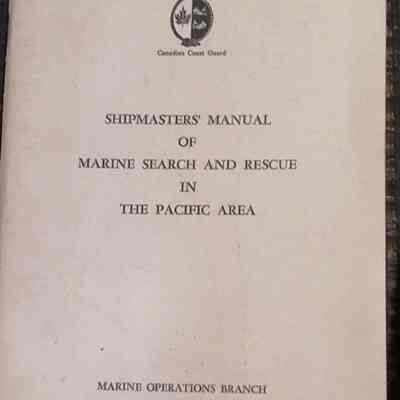 Canadian Coast Guard
SHIPMASTERS' MANUAL
OF
MARINE SEARCH AND RESCUE
IN
THE PACIFIC AREA
MARINE OPERATIONS BRANCH